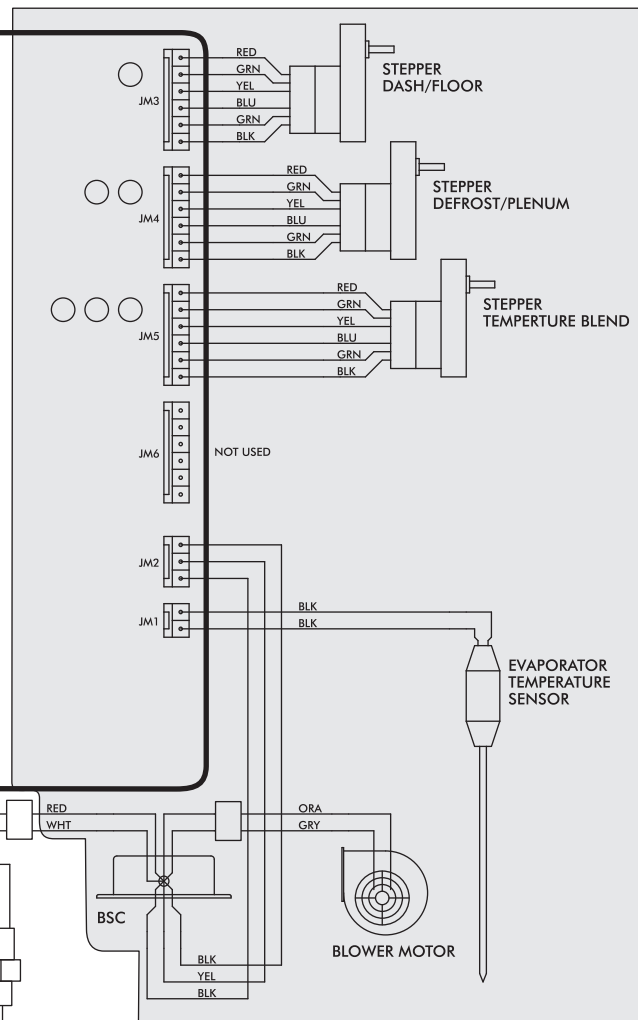 RED
GRN
YEL
JM3
BLU
GRN
BLK
STEPPER
DASH/FLOOR
RED
GRN
YEL
JM4
BLU
GRN
BLK
STEPPER
DEFROST/PLENUM
RED
GRN
YEL
JM5
BLU
GRN
BLK
STEPPER
TEMPERTURE BLEND
JM6
NOT USED
JM2
JM1
BLK
BLK
EVAPORATOR
TEMPERATURE
SENSOR
RED
WHT
ORA
GRY
BSC
BLOWER MOTOR
BLK
YEL
BLK